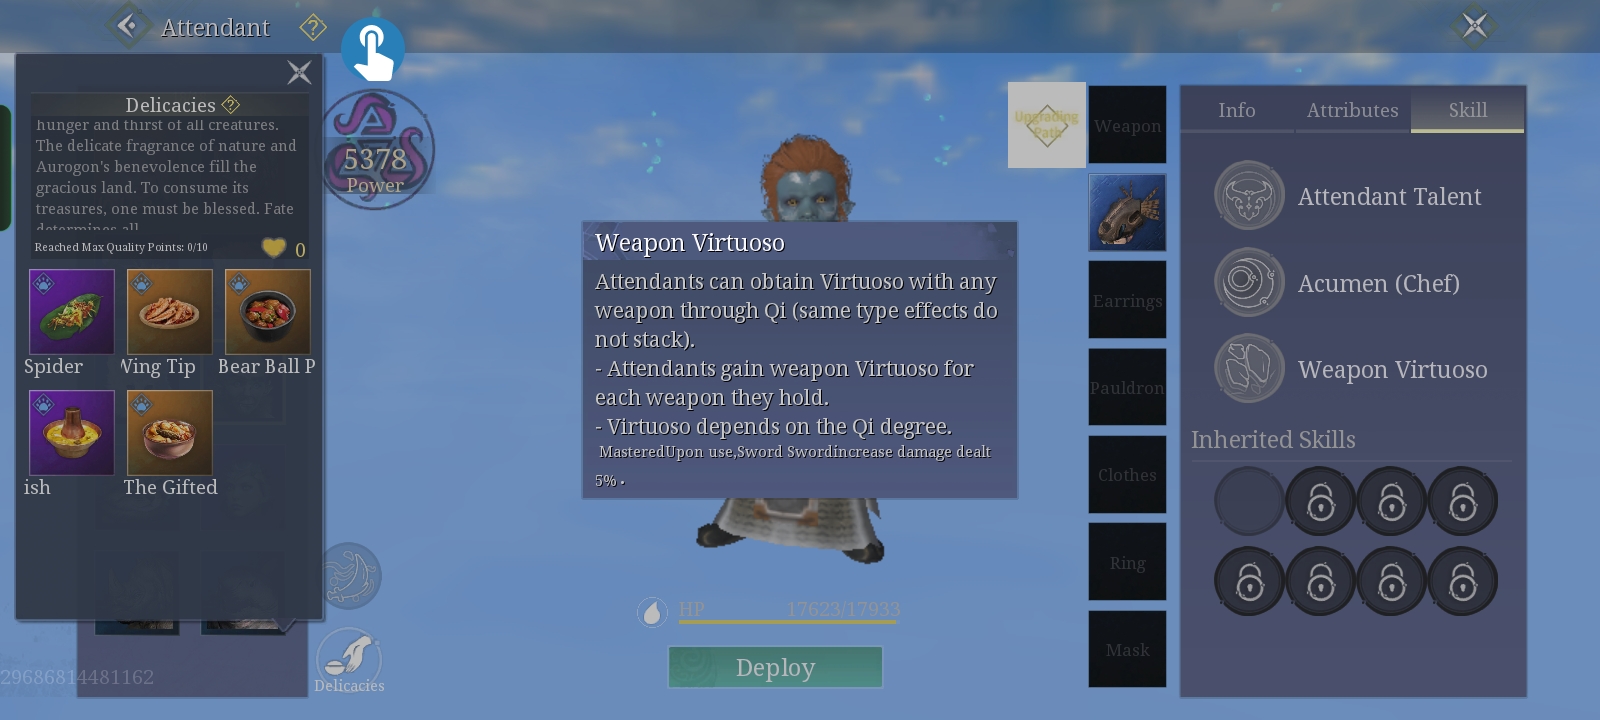 Attendant
Delicacies
hunger and thirst of all creatures.
The delicate fragrance of nature and
Aurogon's benevolence fill the
gracious land. To consume its
treasures, one must be blessed. Fate
determines all.
Reached Max Quality Points: 0/10
0
Spider
Wing Tip
Bear Ball P
ish
The Gifted
5378
Power
Weapon Virtuoso
Attendants can obtain Virtuoso with any
weapon through Qi (same type effects do
not stack).
- Attendants gain weapon Virtuoso for
each weapon they hold.
- Virtuoso depends on the Qi degree.
MasteredUpon use,Sword Swordincrease damage dealt
5% •
HP 17623/17933
Deploy
Delicacies
29686814481162
Upgrading
Path
Weapon
Earrings
Pauldron
Clothes
Ring
Mask
Info Attributes Skill
Attendant Talent
Acumen (Chef)
Weapon Virtuoso
Inherited Skills